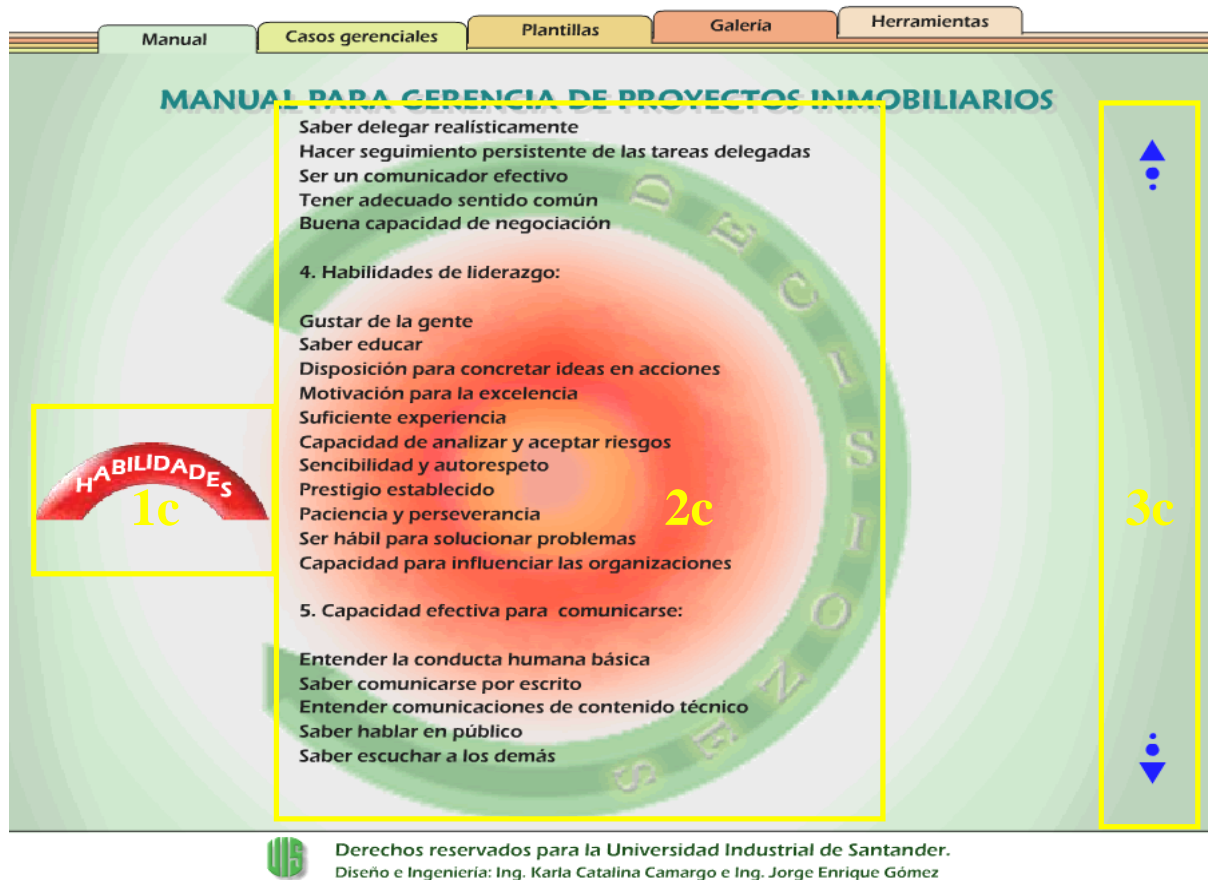 Manual
Casos gerenciales
Plantillas
Galería
Herramientas
MANUAL PARA GERENCIA DE PROYECTOS INMOBILIARIOS
Saber delegar realísticamente
Hacer seguimiento persistente de las tareas delegadas
Ser un comunicador efectivo
Tener adecuado sentido común
Buena capacidad de negociación
4. Habilidades de liderazgo:
Gustar de la gente
Saber educar
Disposición para concretar ideas en acciones
Motivación para la excelencia
Suficiente experiencia
Capacidad de analizar y aceptar riesgos
Sencibilidad y autorespeto
Prestigio establecido
Paciencia y perseverancia
Ser hábil para solucionar problemas
Capacidad para influenciar las organizaciones
5. Capacidad efectiva para comunicarse:
Entender la conducta humana básica
Saber comunicarse por escrito
Entender comunicaciones de contenido técnico
Saber hablar en público
Saber escuchar a los demás
DECISIONES
HABILIDADES
1c
2c
3c
UIS
Derechos reservados para la Universidad Industrial de Santander.
Diseño e Ingeniería: Ing. Karla Catalina Camargo e Ing. Jorge Enrique Gómez